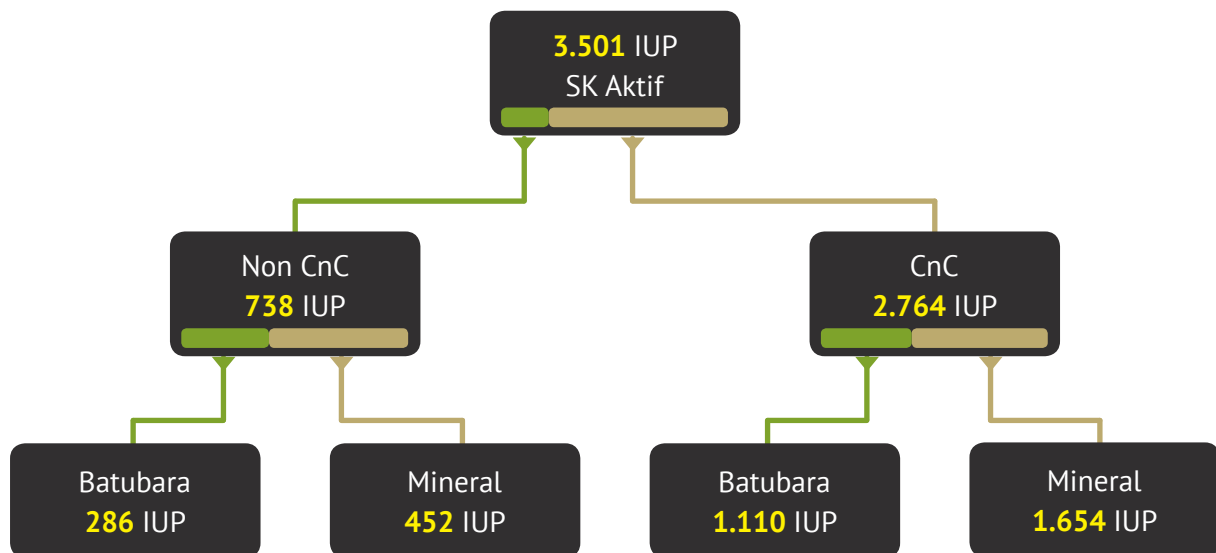 3.501 IUP
SK Aktif
Non CnC
738 IUP
CnC
2.764 IUP
Batubara
286 IUP
Mineral
452 IUP
Batubara
1.110 IUP
Mineral
1.654 IUP